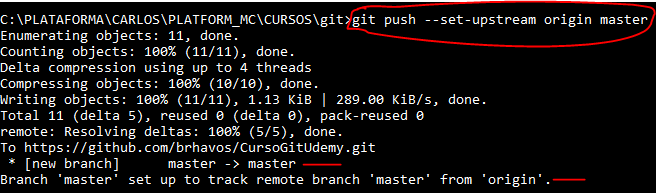 C:\PLATAFORMA\CARLOS\PLATFORM_MC\CURSOS\git>git push --set-upstream origin master
Enumerating objects: 11, done.
Counting objects: 100% (11/11), done.
Delta compression using up to 4 threads
Compressing objects: 100% (10/10), done.
Writing objects: 100% (11/11), 1.13 KiB | 289.00 KiB/s, done.
Total 11 (delta 5), reused 0 (delta 0), pack-reused 0
remote: Resolving deltas: 100% (5/5), done.
To https://github.com/brhavos/CursoGitUdemy.git
 * [new branch]      master -> master
Branch 'master' set up to track remote branch 'master' from 'origin'.